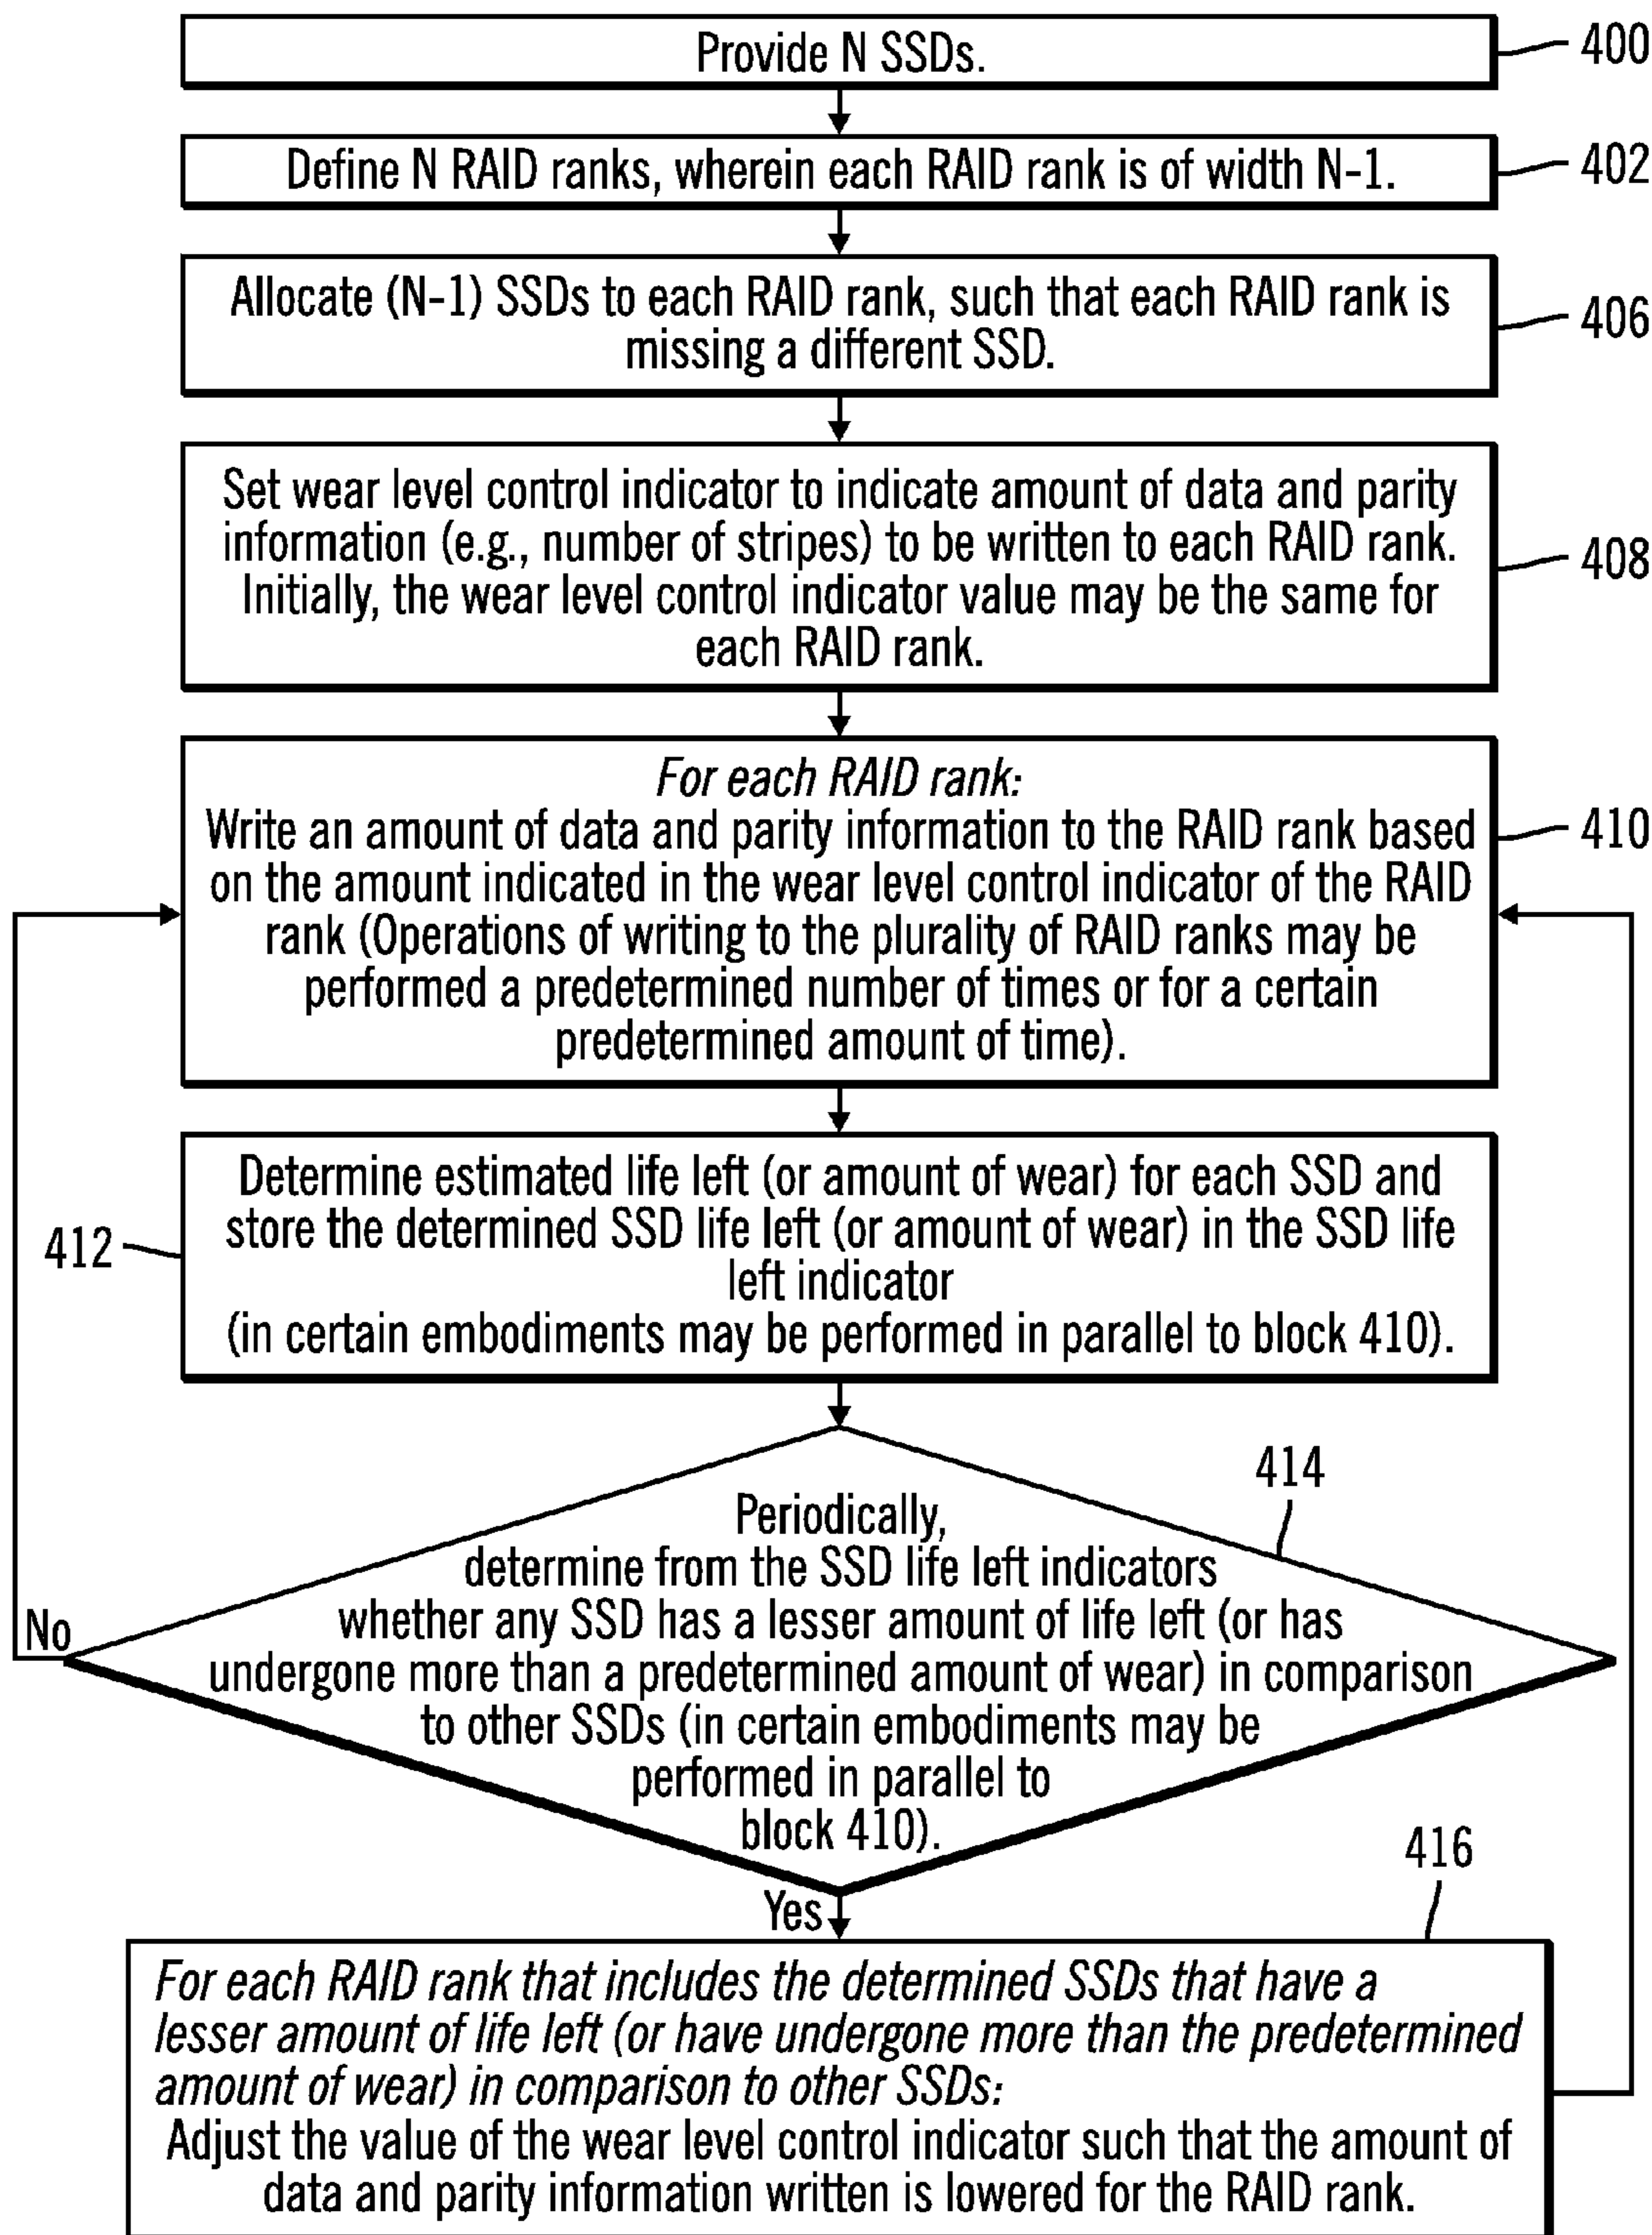 Provide N SSDs.
400
Define N RAID ranks, wherein each RAID rank is of width N-1.
402
Allocate (N-1) SSDs to each RAID rank, such that each RAID rank is
missing a different SSD.
406
Set wear level control indicator to indicate amount of data and parity
information (e.g., number of stripes) to be written to each RAID rank.
Initially, the wear level control indicator value may be the same for
each RAID rank.
408
For each RAID rank:
Write an amount of data and parity information to the RAID rank based
on the amount indicated in the wear level control indicator of the RAID
rank (Operations of writing to the plurality of RAID ranks may be
performed a predetermined number of times or for a certain
predetermined amount of time).
410
Determine estimated life left (or amount of wear) for each SSD and
store the determined SSD life left (or amount of wear) in the SSD life
left indicator
(in certain embodiments may be performed in parallel to block 410).
412
414
Periodically,
determine from the SSD life left indicators
whether any SSD has a lesser amount of life left (or has
undergone more than a predetermined amount of wear) in comparison
to other SSDs (in certain embodiments may be
performed in parallel to
block 410).
No
Yes
416
For each RAID rank that includes the determined SSDs that have a
lesser amount of life left (or have undergone more than the predetermined
amount of wear) in comparison to other SSDs:
Adjust the value of the wear level control indicator such that the amount of
data and parity information written is lowered for the RAID rank.